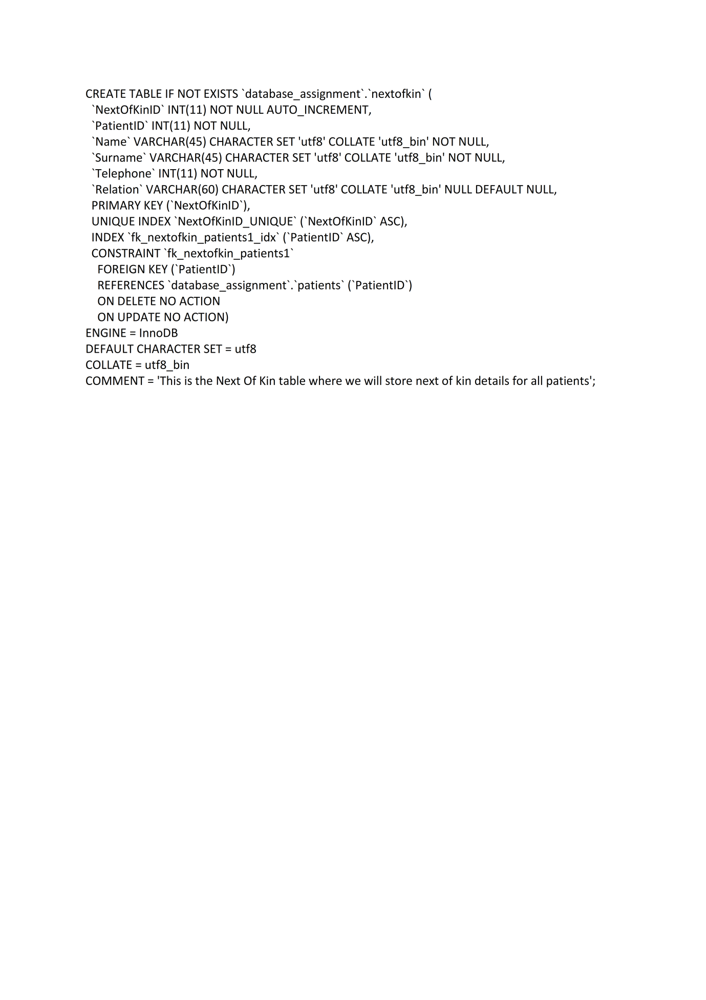 CREATE TABLE IF NOT EXISTS `database_assignment`.`nextofkin` (
`NextOfKinID` INT(11) NOT NULL AUTO_INCREMENT,
`PatientID` INT(11) NOT NULL,
`Name` VARCHAR(45) CHARACTER SET 'utf8' COLLATE 'utf8_bin' NOT NULL,
`Surname` VARCHAR(45) CHARACTER SET 'utf8' COLLATE 'utf8_bin' NOT NULL,
`Telephone` INT(11) NOT NULL,
`Relation` VARCHAR(60) CHARACTER SET 'utf8' COLLATE 'utf8_bin' NULL DEFAULT NULL,
PRIMARY KEY (`NextOfKinID`),
UNIQUE INDEX `NextOfKinID_UNIQUE` (`NextOfKinID` ASC),
INDEX `fk_nextofkin_patients1_idx` (`PatientID` ASC),
CONSTRAINT `fk_nextofkin_patients1`
FOREIGN KEY (`PatientID`)
REFERENCES `database_assignment`.`patients` (`PatientID`)
ON DELETE NO ACTION
ON UPDATE NO ACTION)
ENGINE = InnoDB
DEFAULT CHARACTER SET = utf8
COLLATE = utf8_bin
COMMENT = 'This is the Next Of Kin table where we will store next of kin details for all patients';